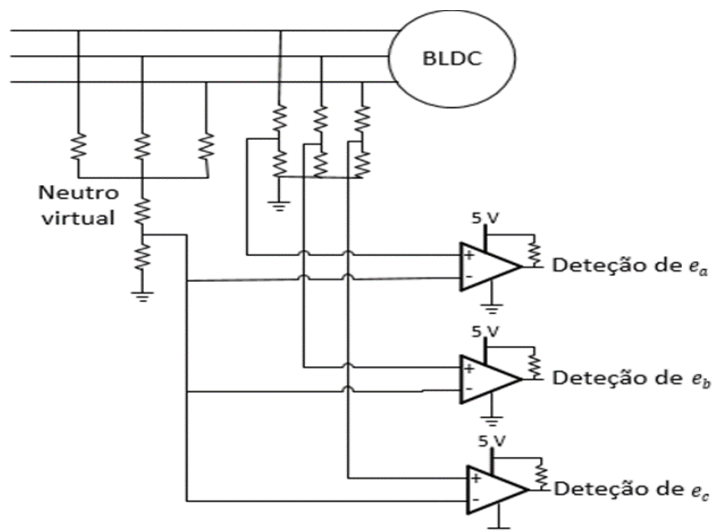 BLDC
Neutro
virtual
5 V
+
-
Deteção de e_a
5 V
+
-
Deteção de e_b
5 V
+
-
Deteção de e_c